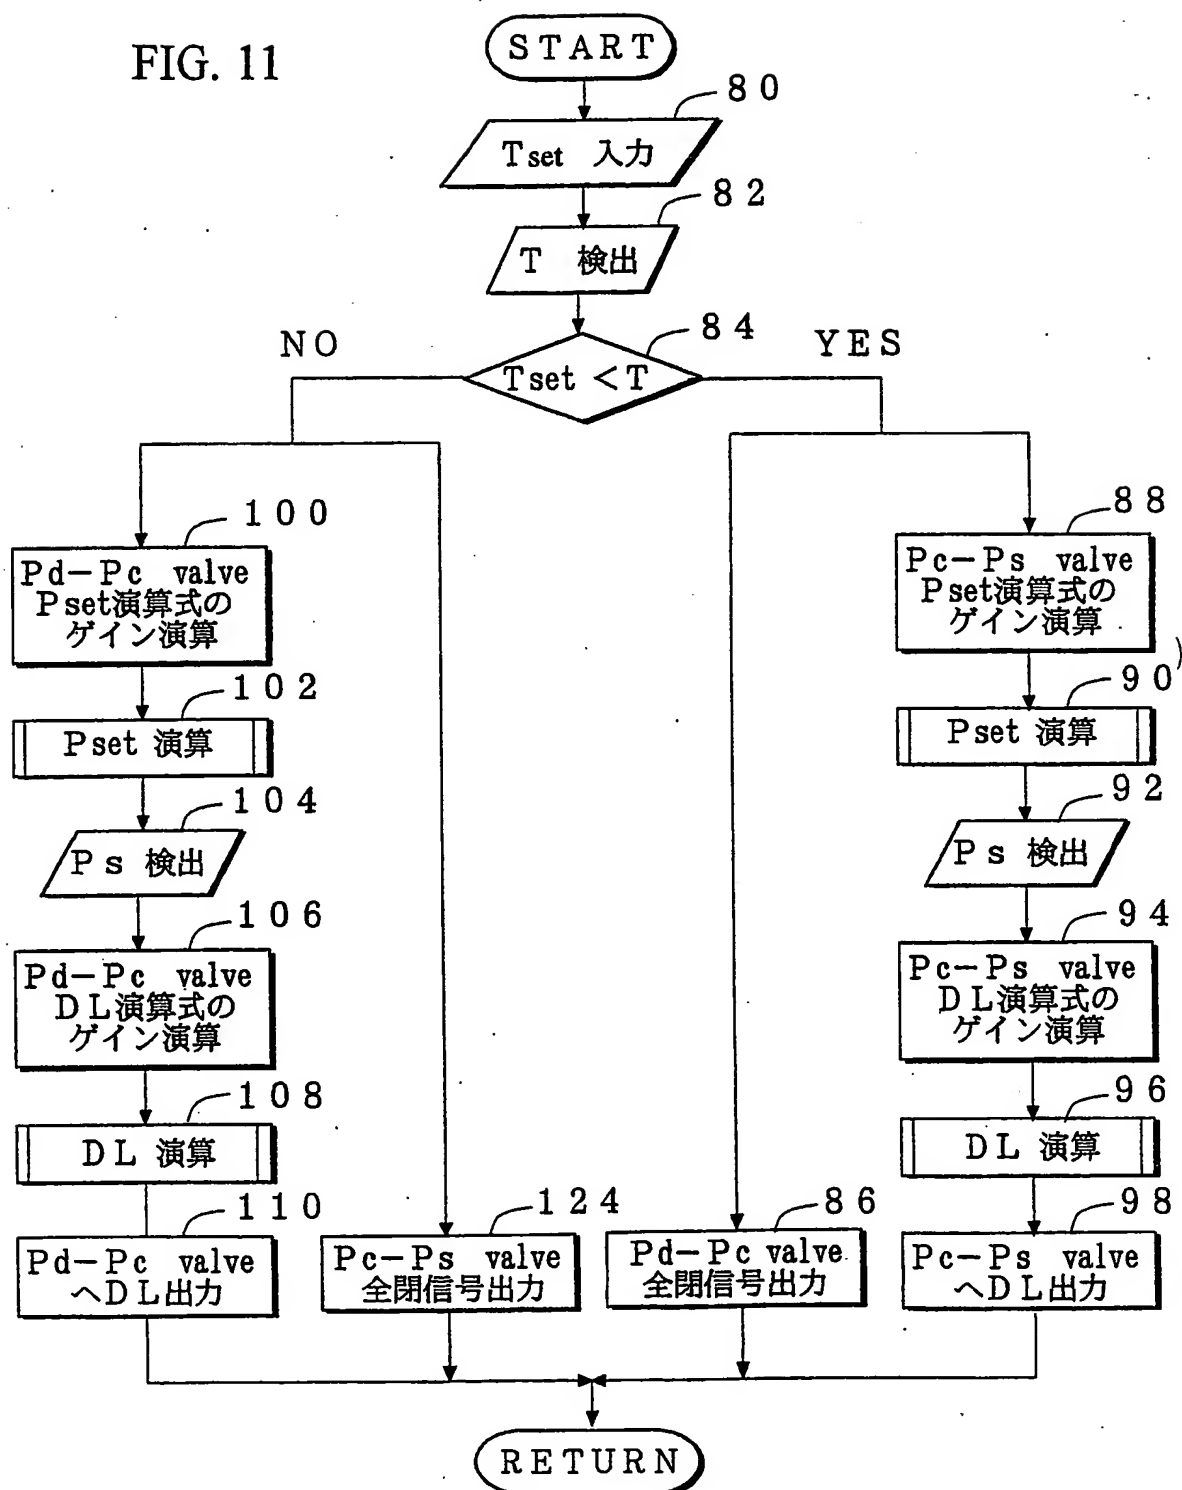 FIG. 11
START
80
Tset 入力
82
T 検出
84
NO
YES
Tset <T
100
Pd-Pc valve
Pset演算式の
ゲイン演算
102
Pset 演算
104
Ps 検出
106
Pd-Pc valve
DL演算式の
ゲイン演算
108
DL 演算
110
Pd-Pc valve
へDL出力
124
Pc-Ps valve
全閉信号出力
86
Pd-Pc valve
全閉信号出力
88
Pc-Ps valve
Pset演算式の
ゲイン演算
90
Pset 演算
92
Ps 検出
94
Pc-Ps valve
DL演算式の
ゲイン演算
96
DL 演算
98
Pc-Ps valve
へDL出力
RETURN